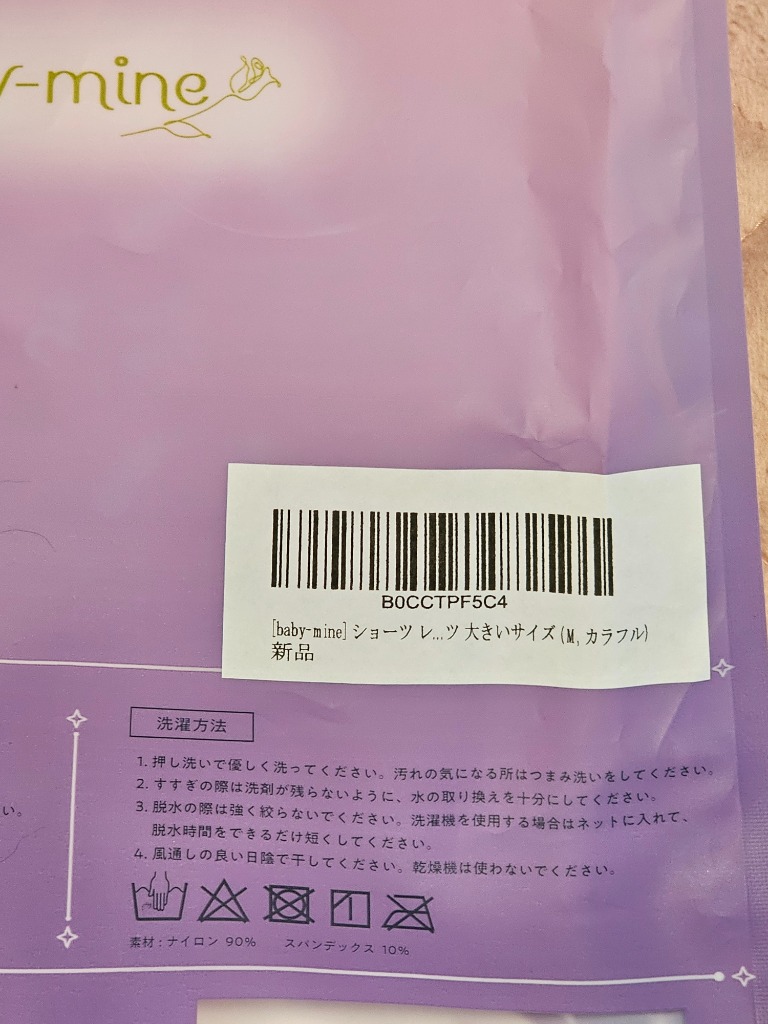 y-mine
B0CCTPF5C4
[baby-mine] ショーツ レ...ツ 大きいサイズ (M, カラフル)
新品
洗濯方法
1. 押し洗いで優しく洗ってください。汚れの気になる所はつまみ洗いをしてください。
2. すすぎの際は洗剤が残らないように、水の取り換えを十分にしてください。
3. 脱水の際は強く絞らないでください。洗濯機を使用する場合はネットに入れて、
脱水時間をできるだけ短くしてください。
4. 風通しの良い日陰で干してください。乾燥機は使わないでください。
い。
素材 : ナイロン 90% スパンデックス 10%